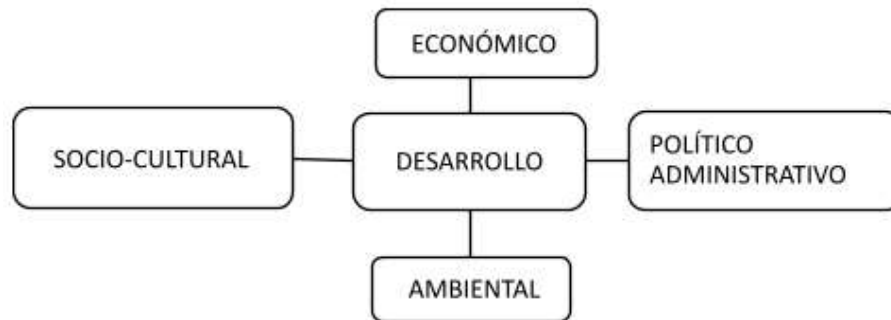 ECONÓMICO
SOCIO-CULTURAL
DESARROLLO
POLÍTICO
ADMINISTRATIVO
AMBIENTAL